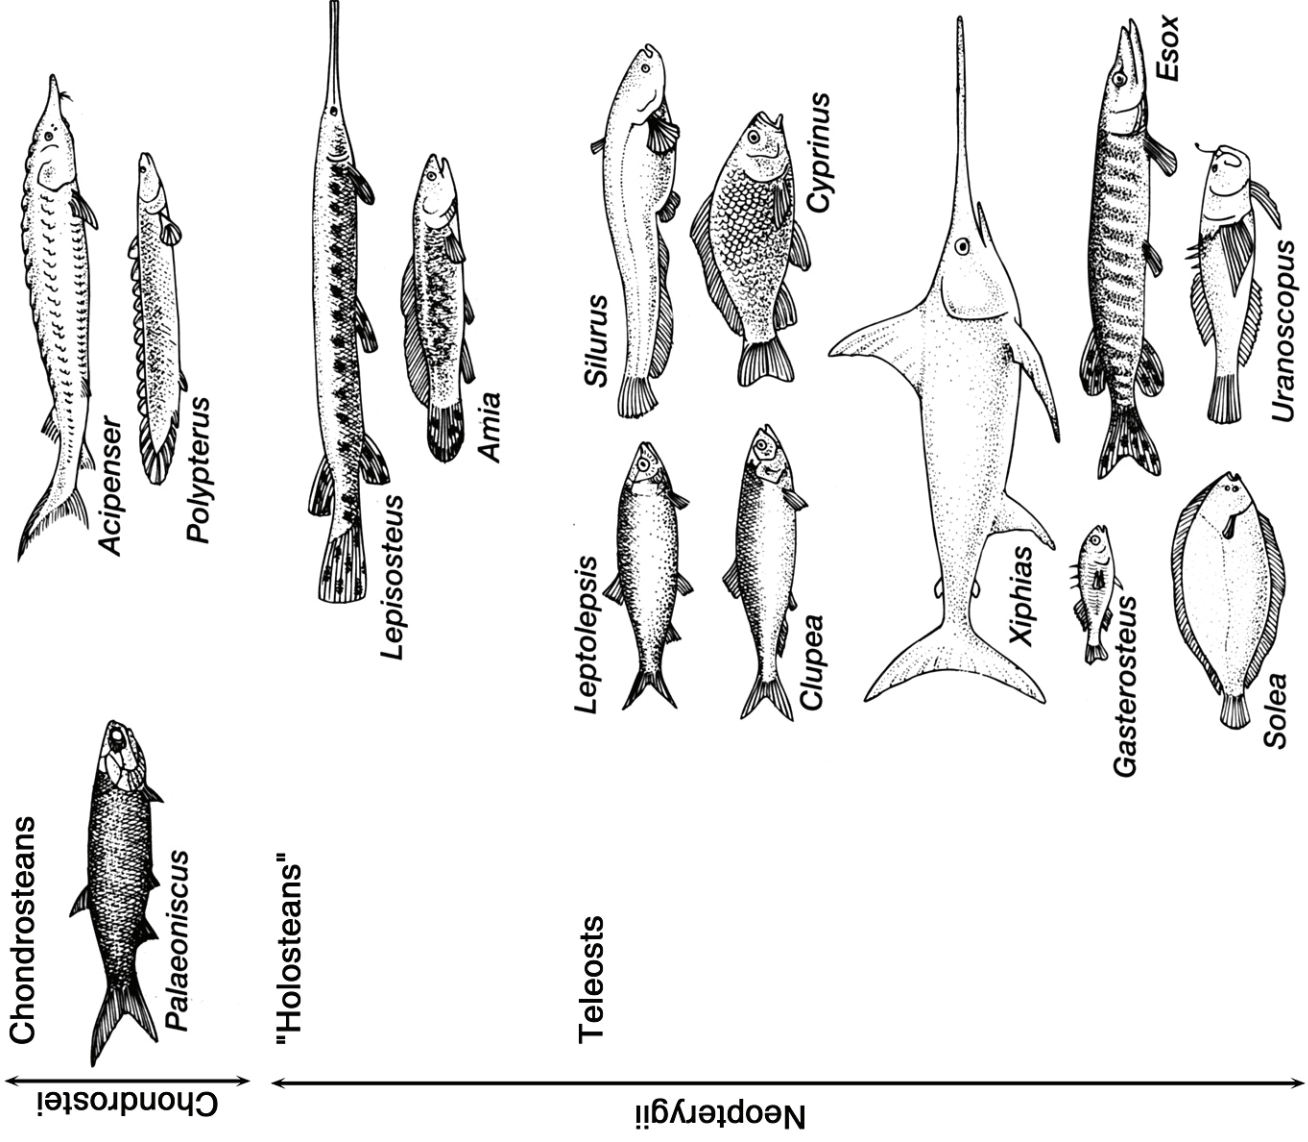 Chondrostei
Chondrosteans
Palaeoniscus
Acipenser
Polypterus
Neopterygii
"Holosteans"
Lepisosteus
Amia
Teleosts
Leptolepsis
Silurus
Clupea
Cyprinus
Xiphias
Gasterosteus
Esox
Solea
Uranoscopus